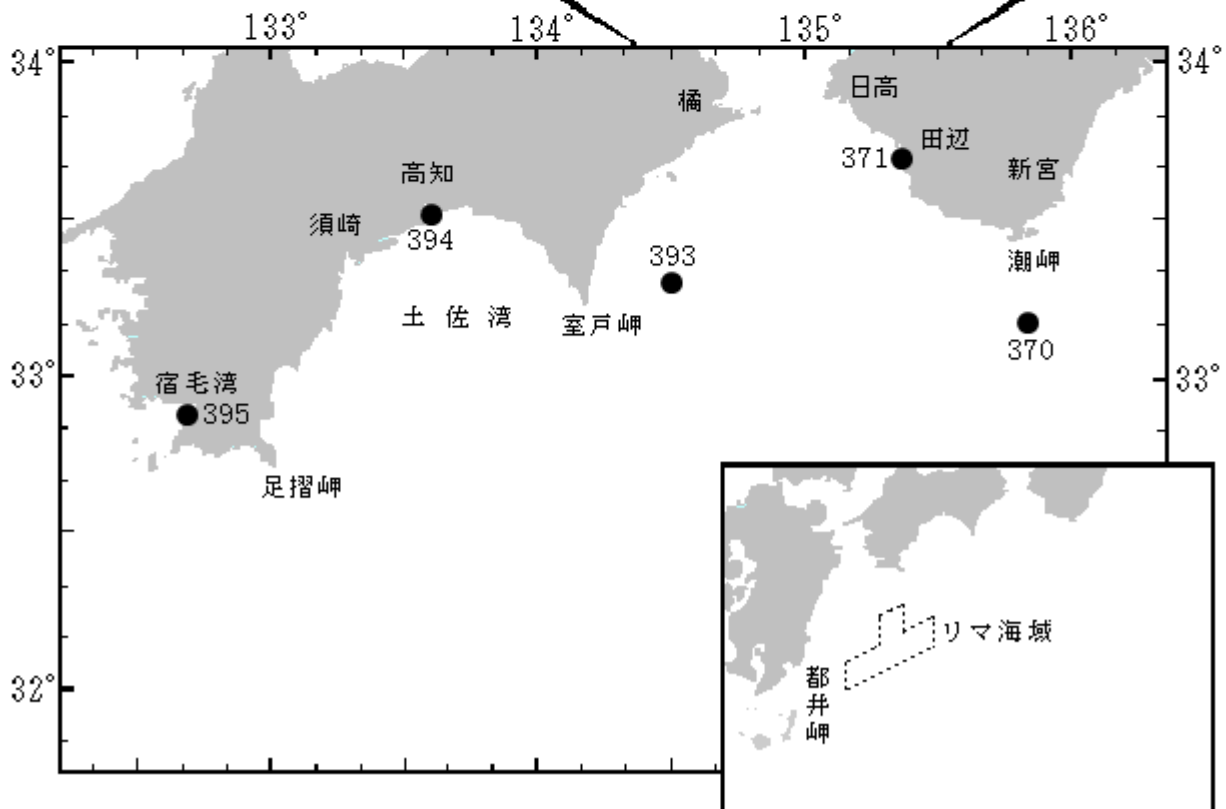 133° 134° 135° 136°
34° 34°
橘
日高
371 田辺
新宮
高知
須崎
394
393
潮岬
土佐湾
室戸岬
370
33° 33°
宿毛湾
395
足摺岬
リマ海域
32°
都井岬